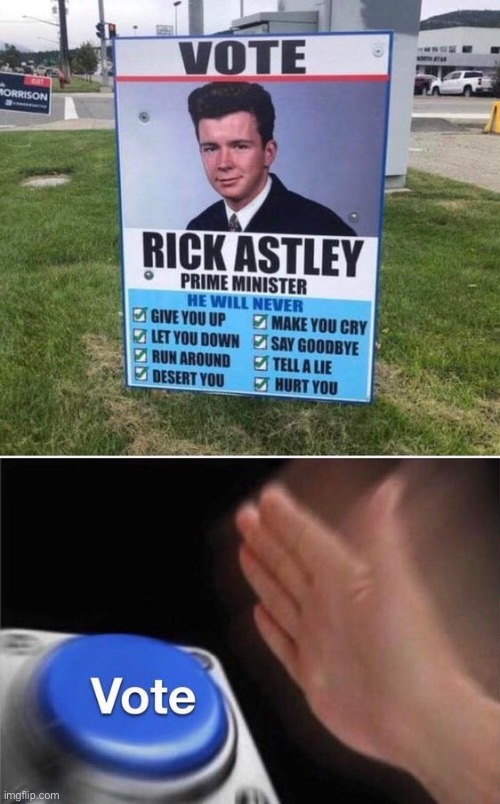 VOTE
MORRISON
RICK ASTLEY
PRIME MINISTER
HE WILL NEVER
GIVE YOU UP
LET YOU DOWN
RUN AROUND
DESERT YOU
MAKE YOU CRY
SAY GOODBYE
TELL A LIE
HURT YOU
Vote
imgflip.com